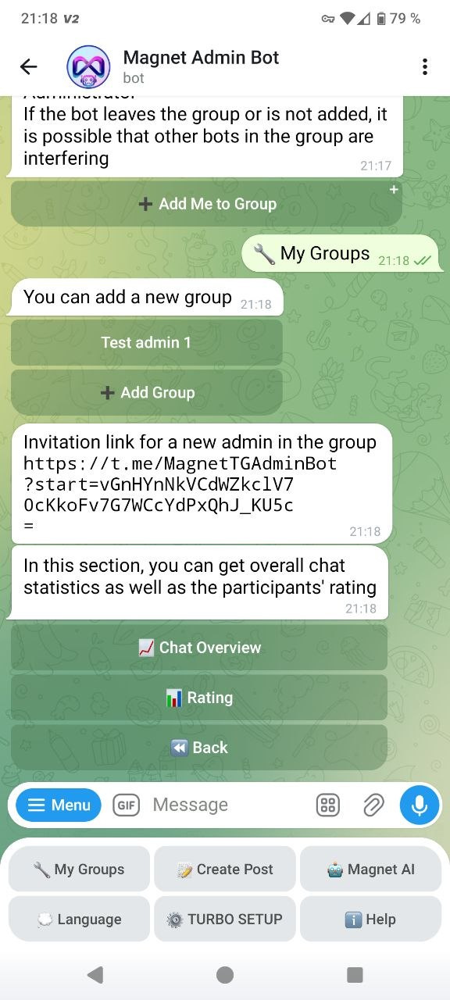 21:18 V2
79 %
Magnet Admin Bot
bot
Administrator.
If the bot leaves the group or is not added, it
is possible that other bots in the group are
interfering
21:17
+ Add Me to Group
My Groups 21:18
You can add a new group 21:18
Test admin 1
+ Add Group
Invitation link for a new admin in the group
https://t.me/MagnetTGAdminBot
?start=vGnHYnNkVCdWZkclV7
0cKkoFv7G7WCcYdPxQhJ_KU5c
=
21:18
In this section, you can get overall chat
statistics as well as the participants' rating
21:18
Chat Overview
Rating
Back
Menu GIF Message
My Groups Create Post Magnet AI
Language TURBO SETUP Help